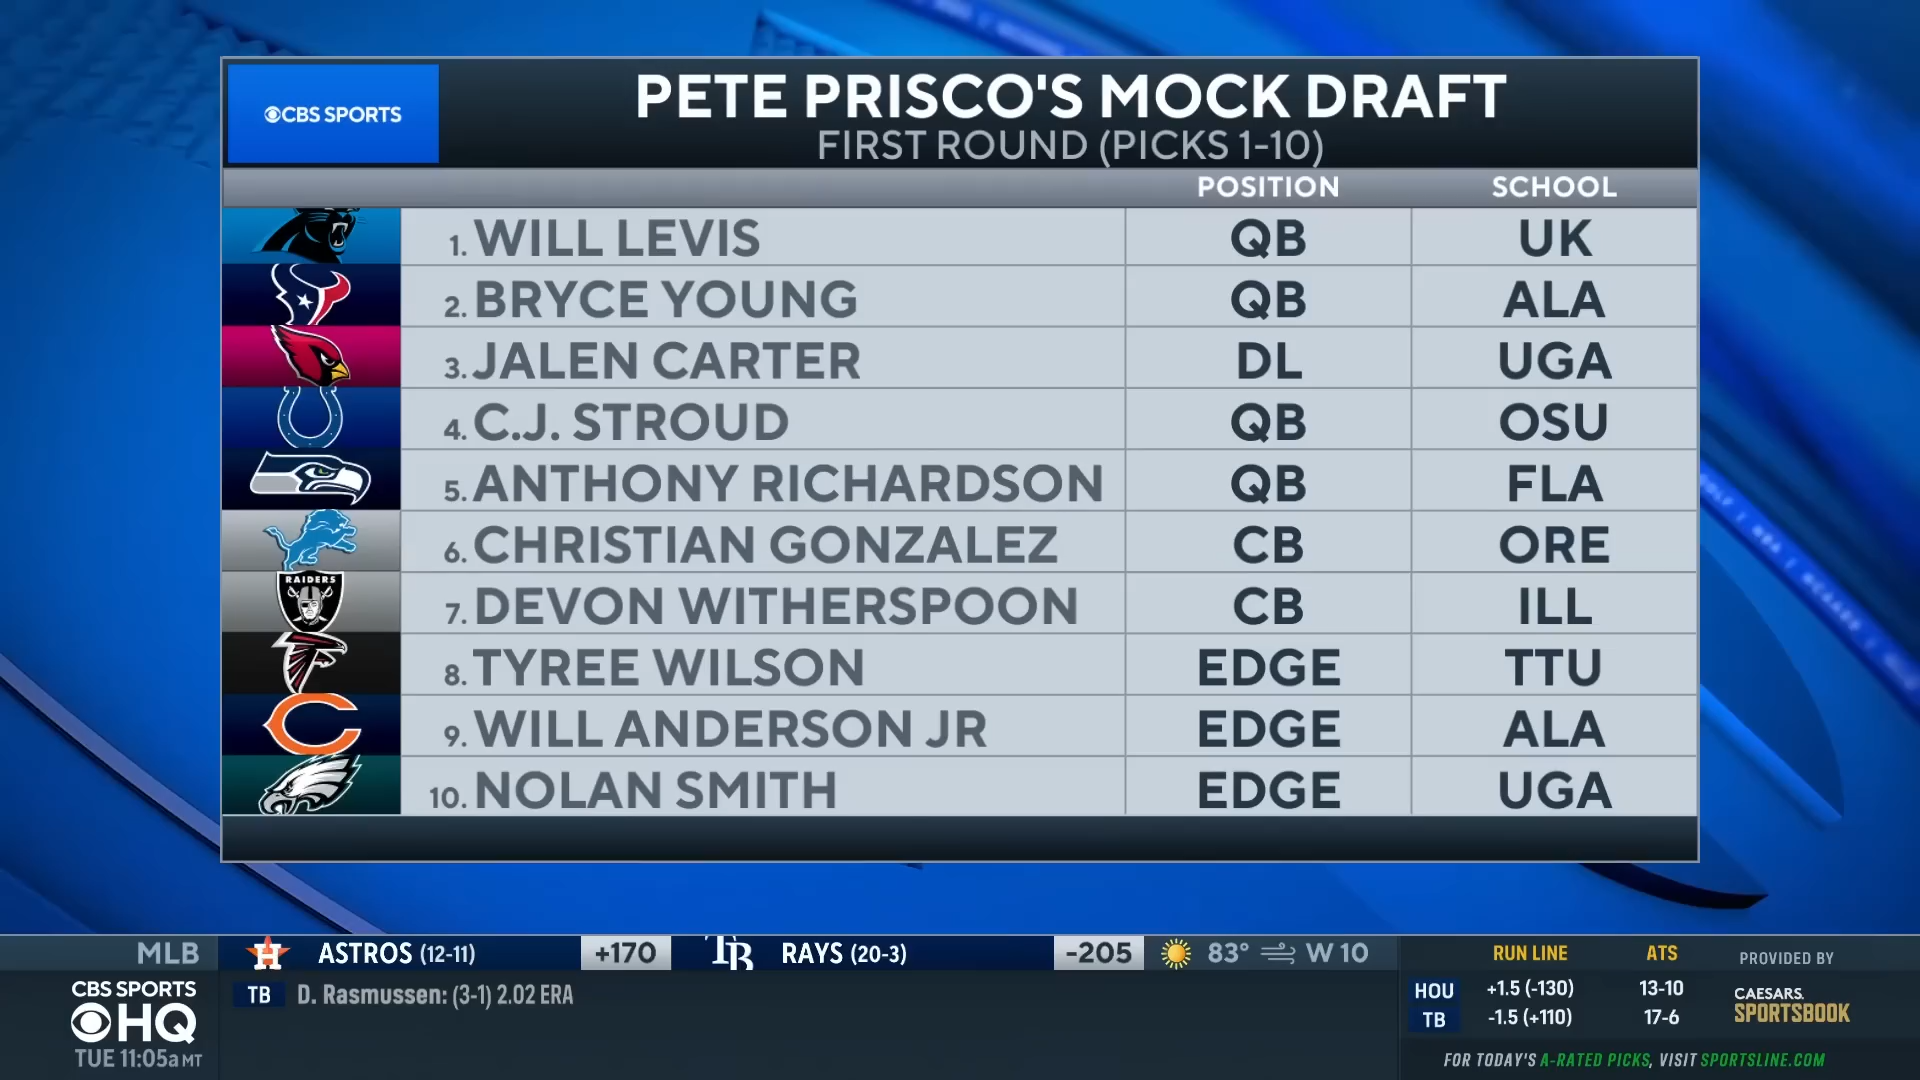 CBS SPORTS
PETE PRISCO'S MOCK DRAFT
FIRST ROUND (PICKS 1-10)
POSITION SCHOOL
1. WILL LEVIS QB UK
2. BRYCE YOUNG QB ALA
3. JALEN CARTER DL UGA
4. C.J. STROUD QB OSU
5. ANTHONY RICHARDSON QB FLA
6. CHRISTIAN GONZALEZ CB ORE
RAIDERS
7. DEVON WITHERSPOON CB ILL
8. TYREE WILSON EDGE TTU
9. WILL ANDERSON JR EDGE ALA
10. NOLAN SMITH EDGE UGA
MLB
H ASTROS (12-11) +170 TB RAYS (20-3) -205 83° W 10
TB D. Rasmussen: (3-1) 2.02 ERA
RUN LINE ATS
HOU +1.5 (-130) 13-10
TB -1.5 (+110) 17-6
PROVIDED BY
CAESARS
SPORTSBOOK
CBS SPORTS
HQ
TUE 11:05a MT
FOR TODAY'S A-RATED PICKS, VISIT SPORTSLINE.COM